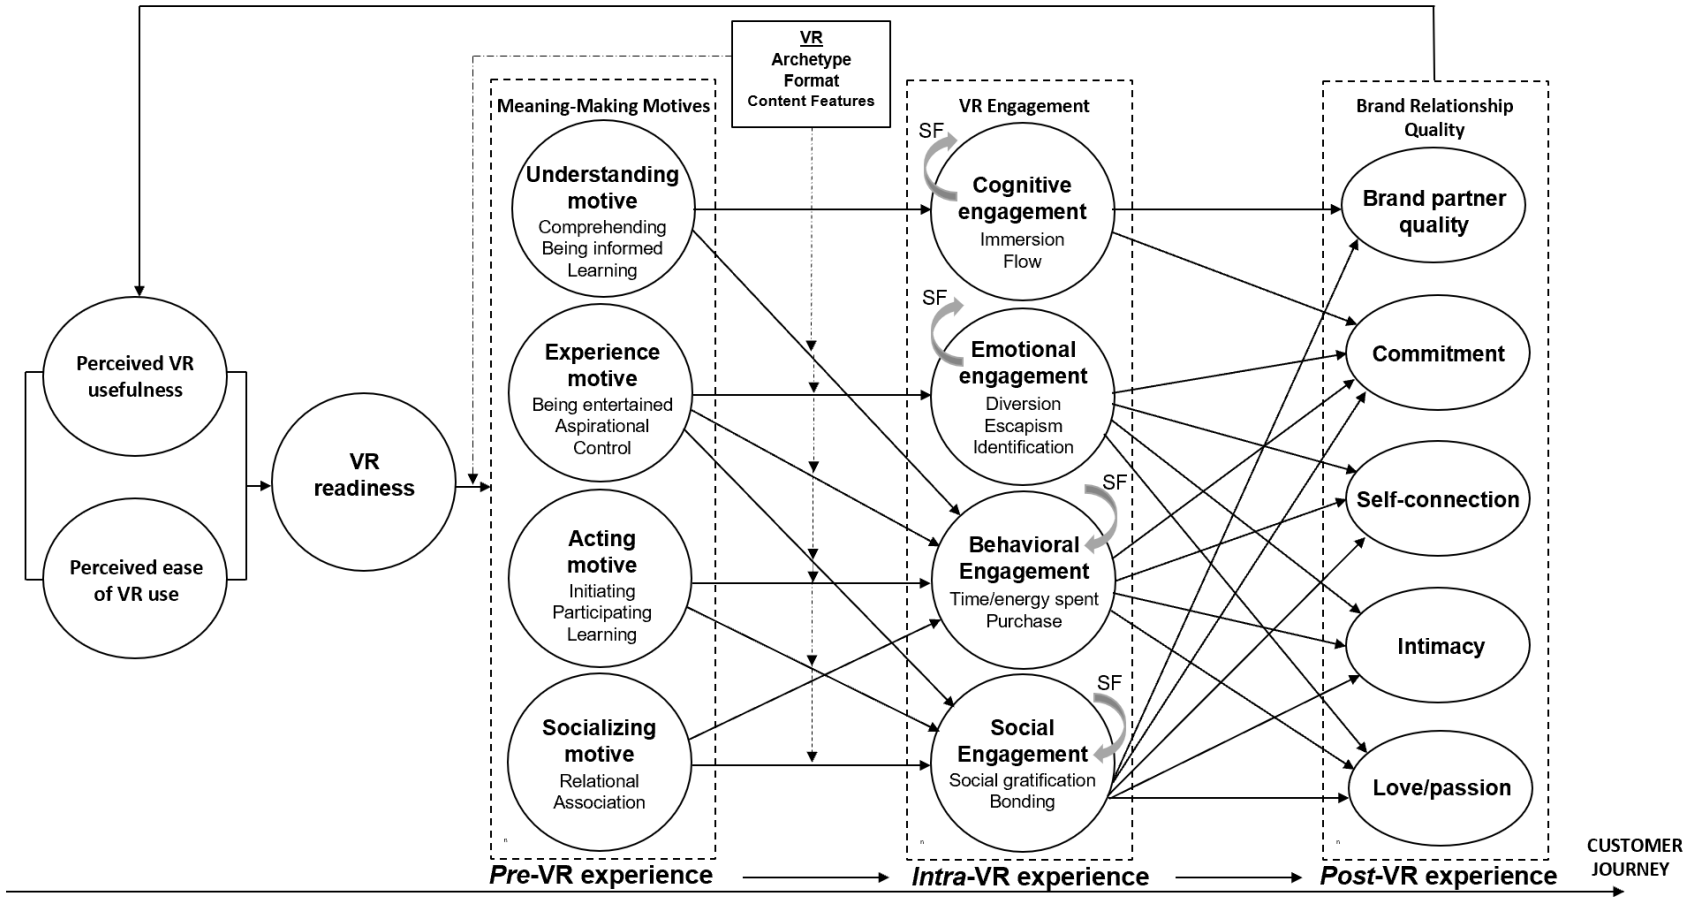 VR
Archetype
Format
Content Features
Perceived VR
usefulness
Perceived ease
of VR use
VR
readiness
Meaning-Making Motives
Understanding
motive
Comprehending
Being informed
Learning
Experience
motive
Being entertained
Aspirational
Control
Acting
motive
Initiating
Participating
Learning
Socializing
motive
Relational
Association
n
VR Engagement
SF
Cognitive
engagement
Immersion
Flow
SF
Emotional
engagement
Diversion
Escapism
Identification
SF
Behavioral
Engagement
Time/energy spent
Purchase
SF
Social
Engagement
Social gratification
Bonding
n
Brand Relationship
Quality
Brand partner
quality
Commitment
Self-connection
Intimacy
Love/passion
n
Pre-VR experience
Intra-VR experience
Post-VR experience
CUSTOMER
JOURNEY